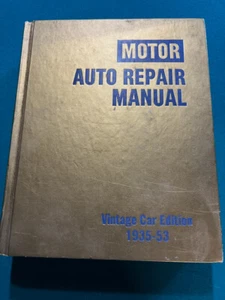 MOTOR
AUTO REPAIR
MANUAL
Vintage Car Edition
1935-53